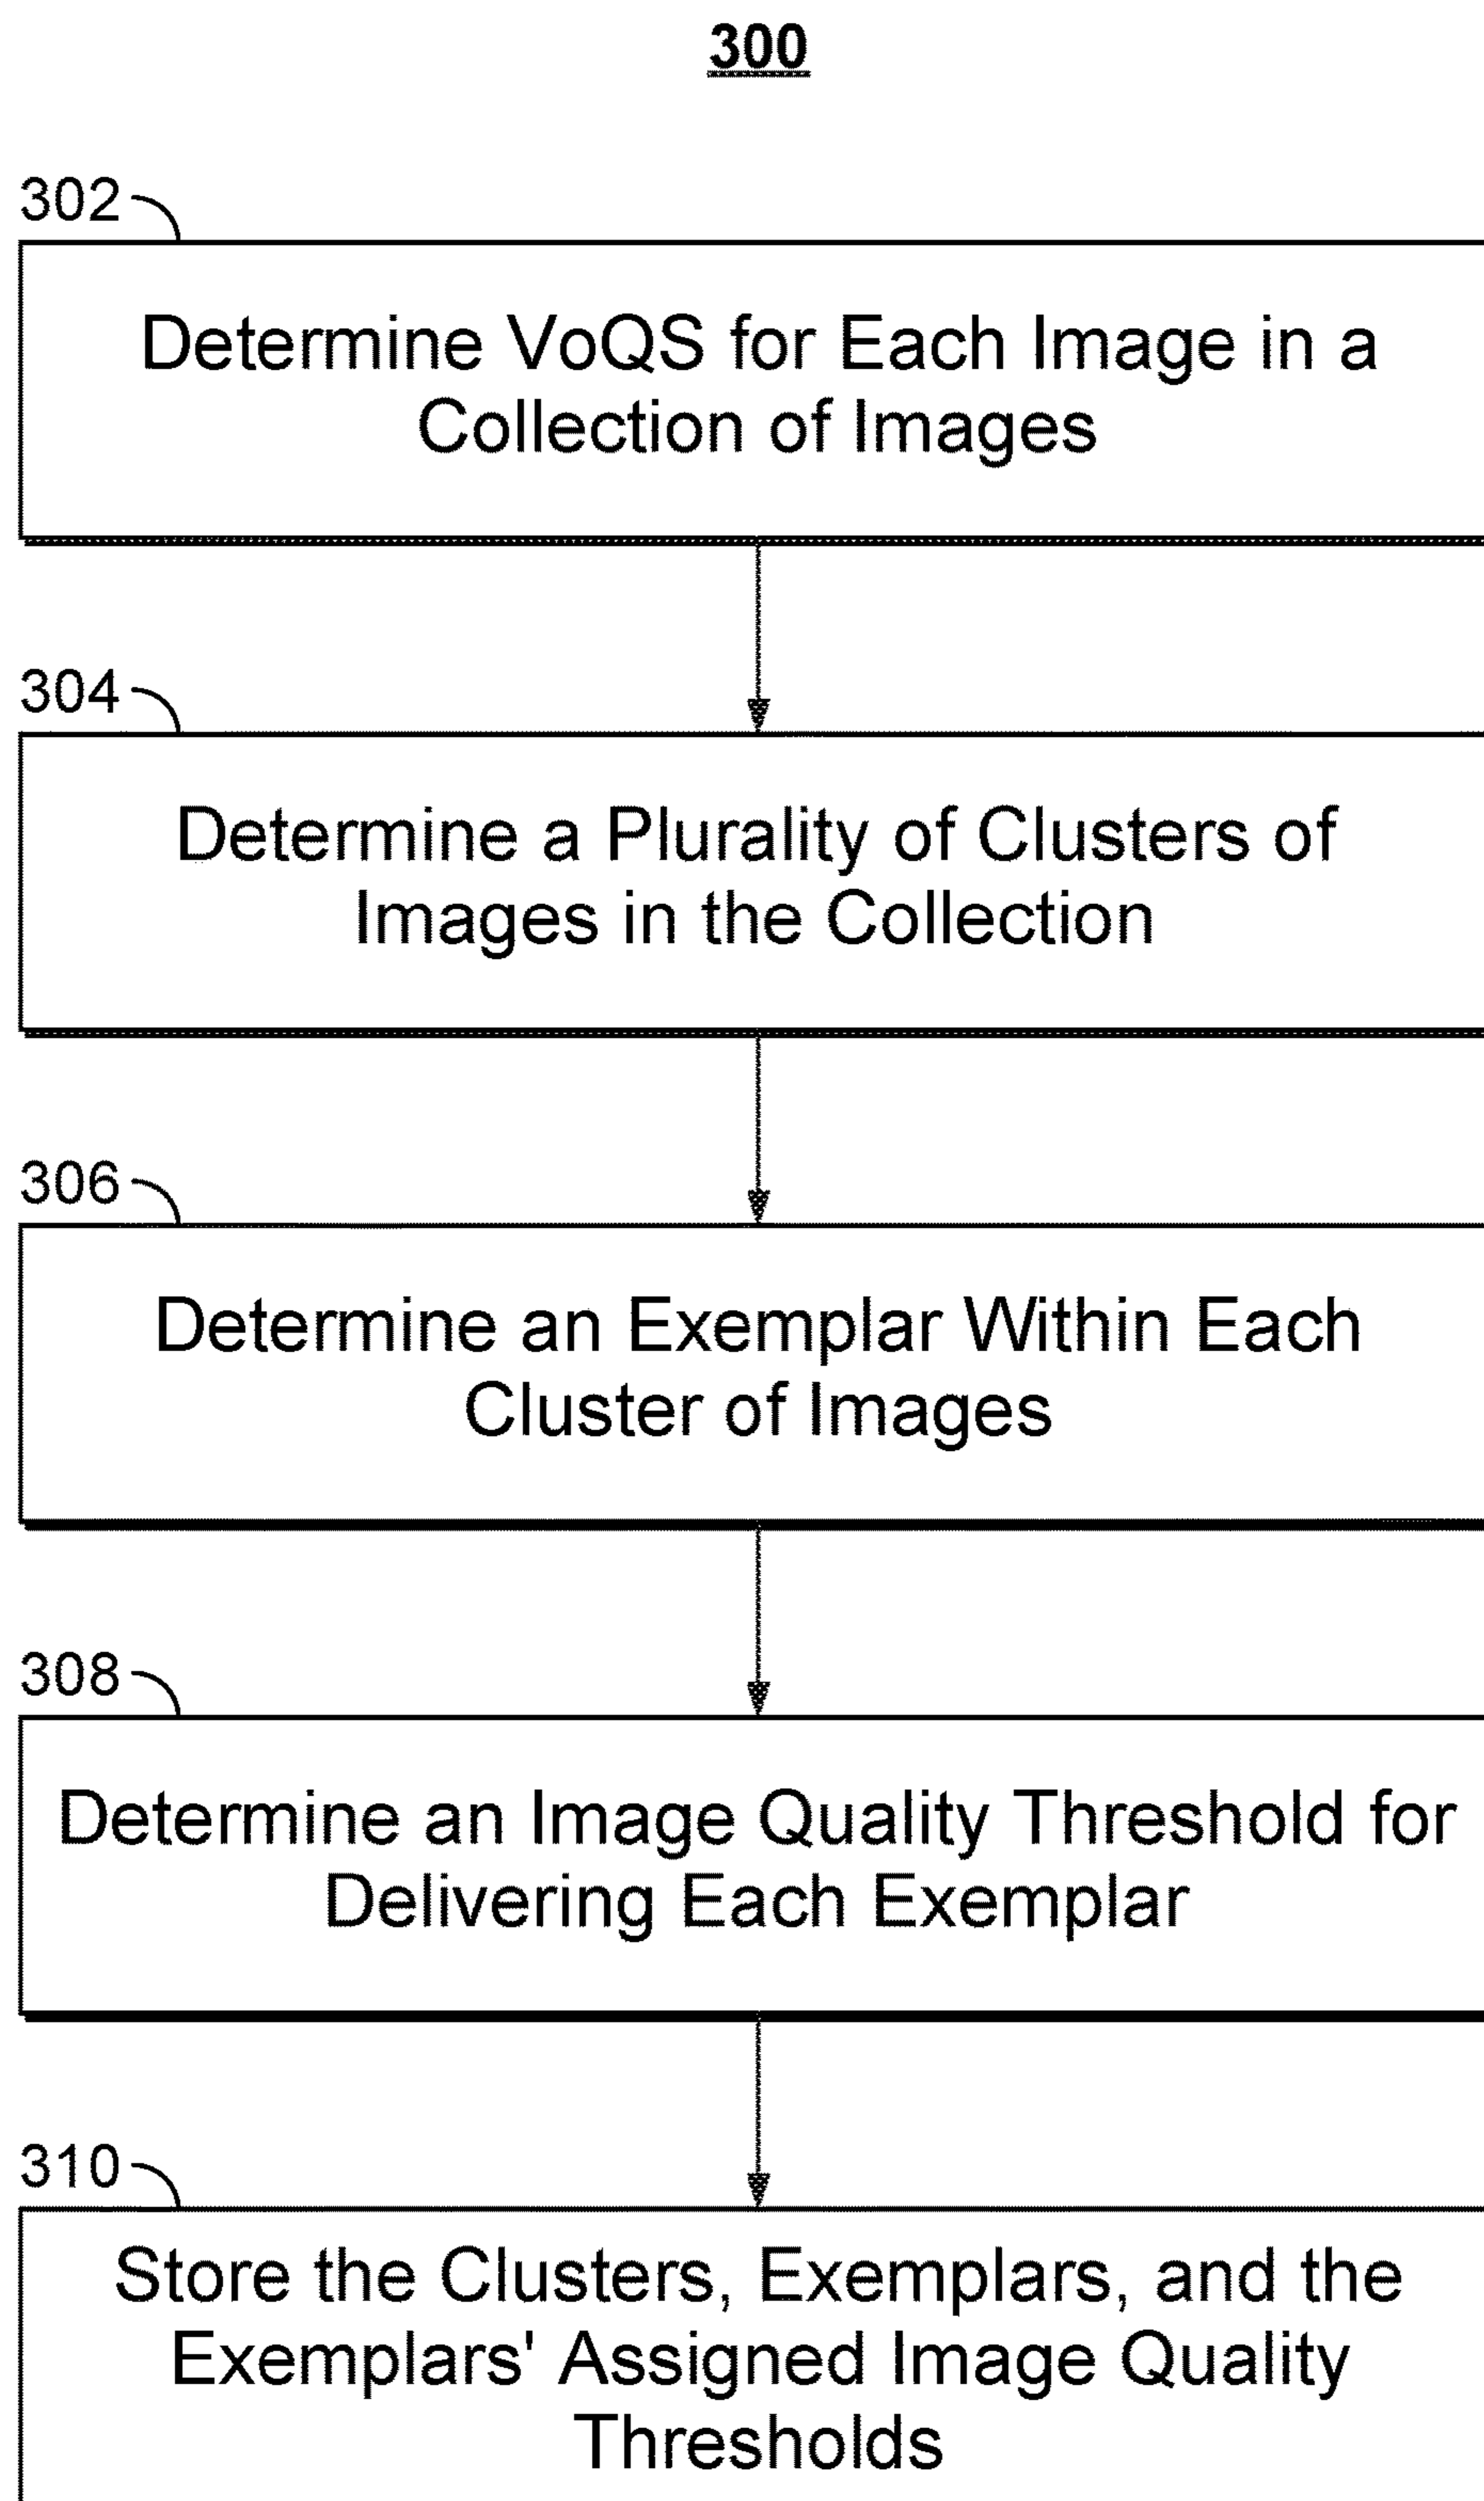 300
302
Determine VoQS for Each Image in a
Collection of Images
304
Determine a Plurality of Clusters of
Images in the Collection
306
Determine an Exemplar Within Each
Cluster of Images
308
Determine an Image Quality Threshold for
Delivering Each Exemplar
310
Store the Clusters, Exemplars, and the
Exemplars' Assigned Image Quality
Thresholds